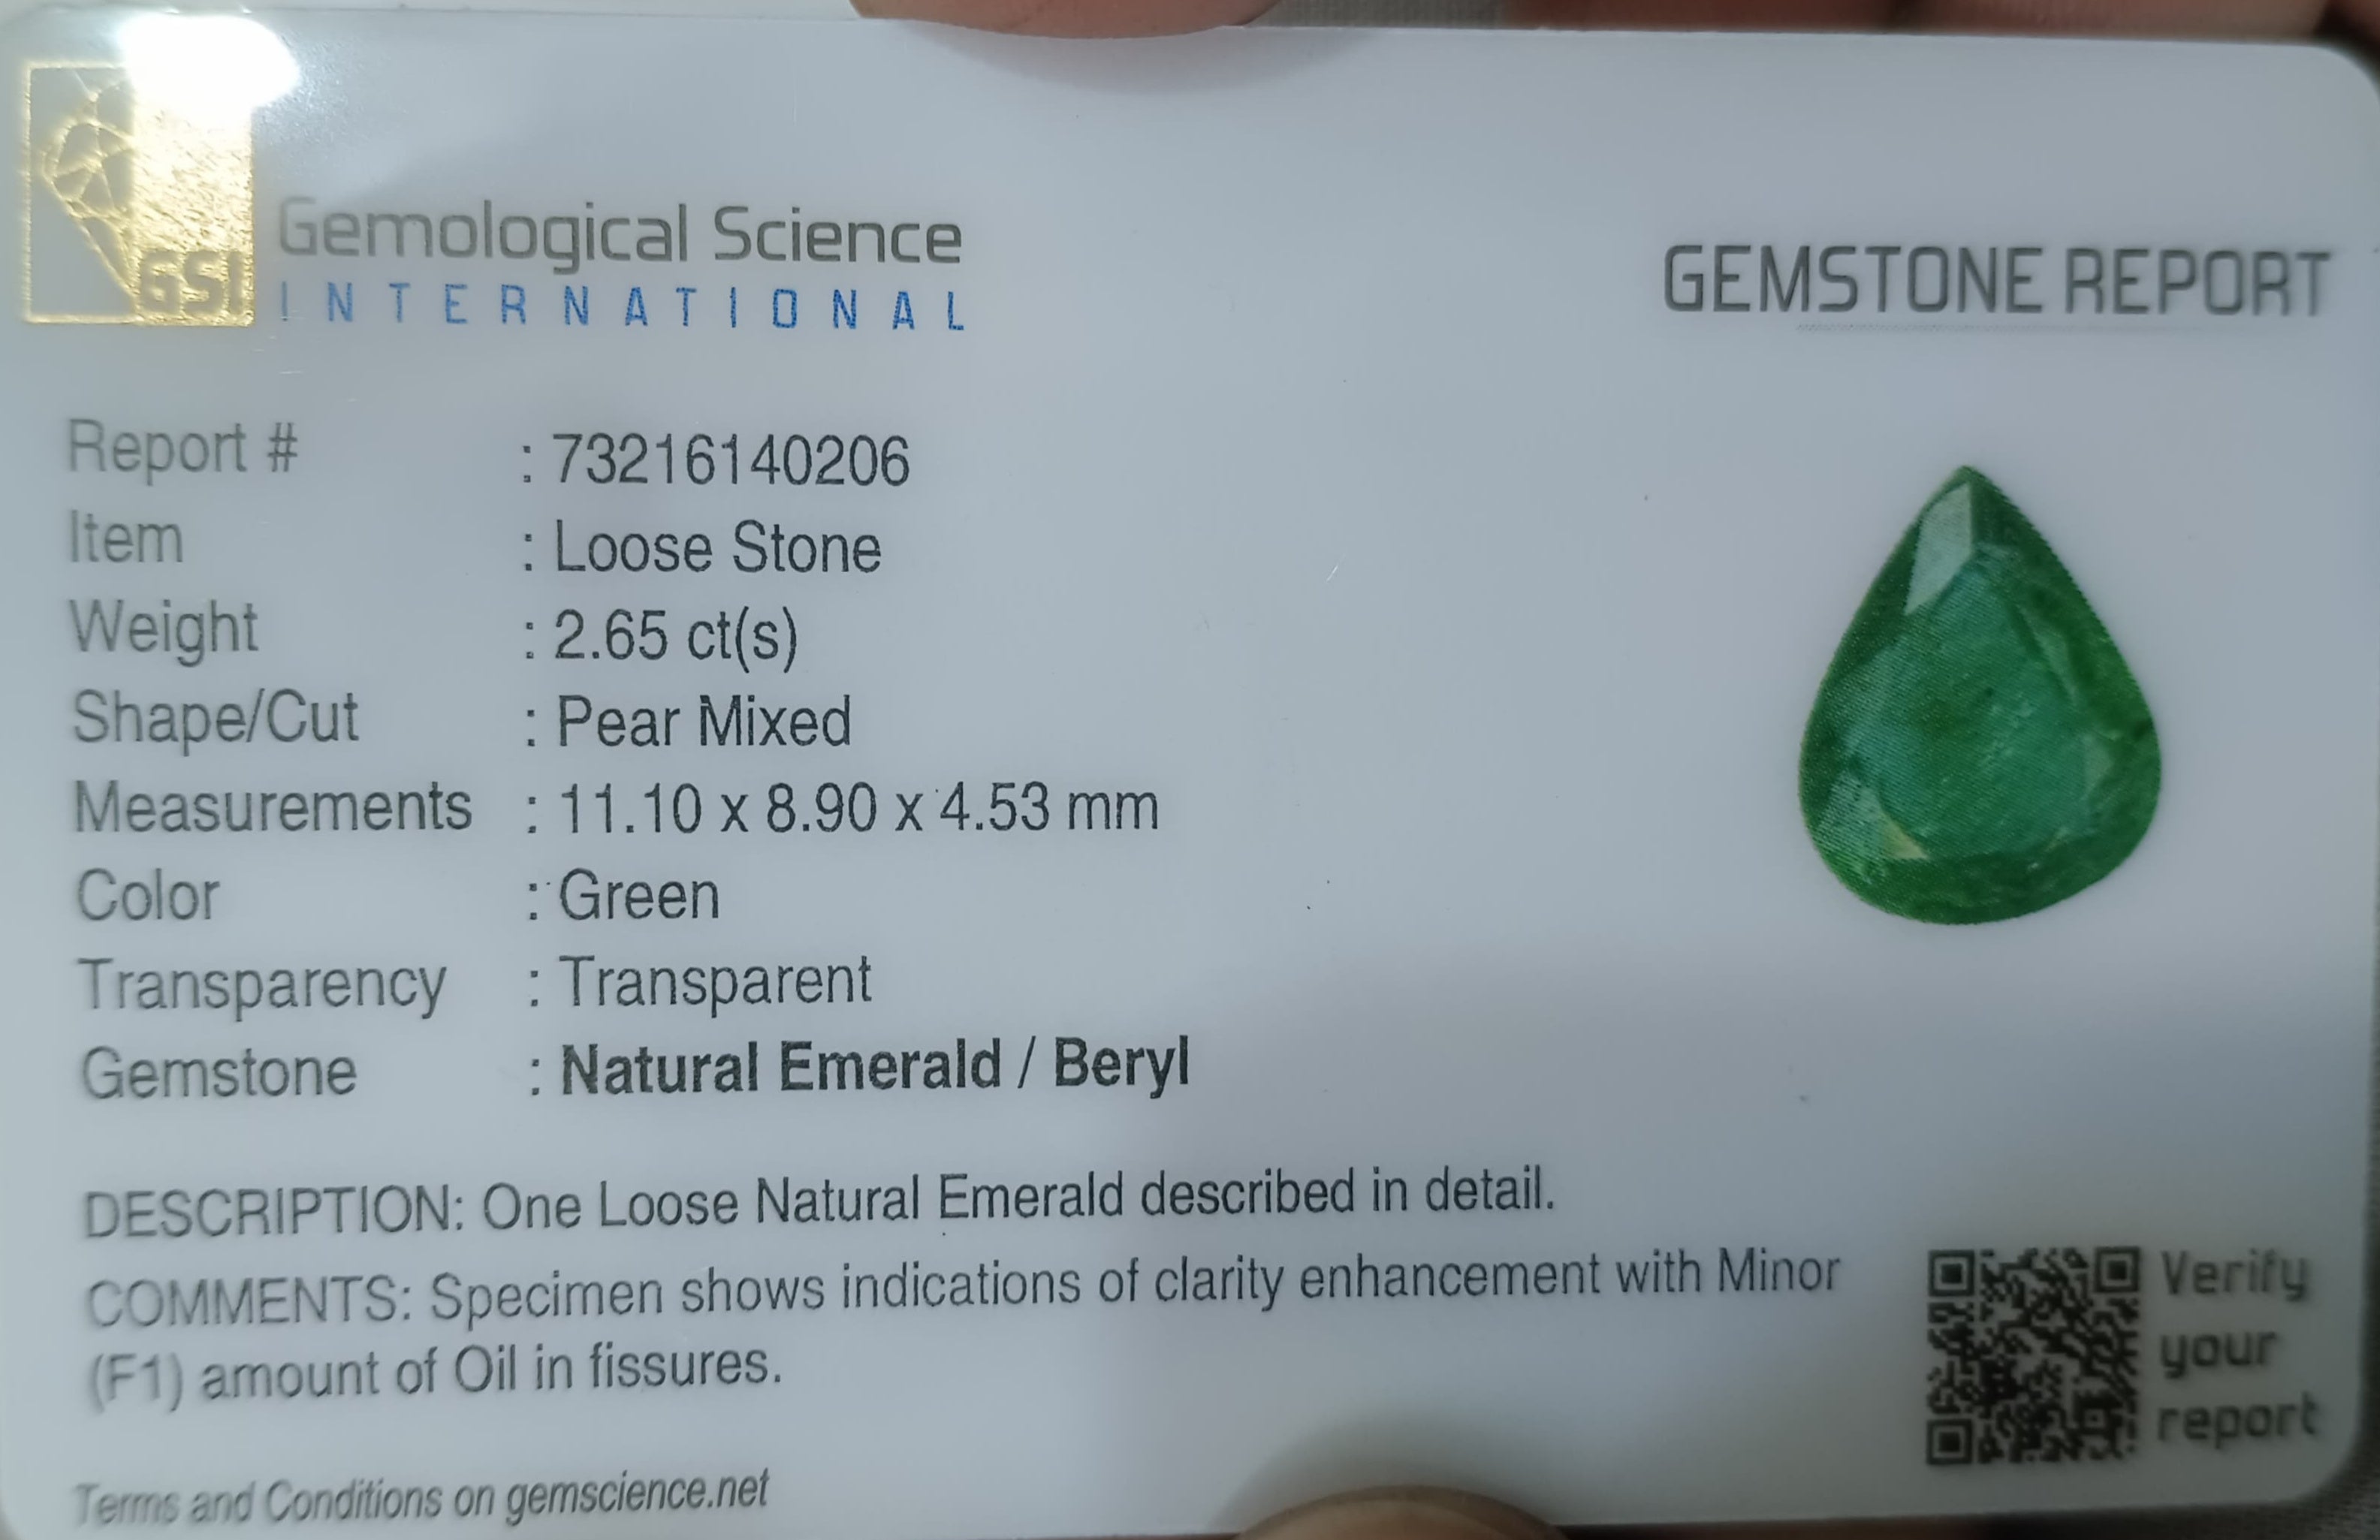 GSI
Gemological Science
INTERNATIONAL
GEMSTONE REPORT
Report # : 73216140206
Item : Loose Stone
Weight : 2.65 ct(s)
Shape/Cut : Pear Mixed
Measurements : 11.10 x 8.90 x 4.53 mm
Color : Green
Transparency : Transparent
Gemstone : Natural Emerald / Beryl
DESCRIPTION: One Loose Natural Emerald described in detail.
COMMENTS: Specimen shows indications of clarity enhancement with Minor
(F1) amount of Oil in fissures.
Verify
your
report
Terms and Conditions on gemscience.net